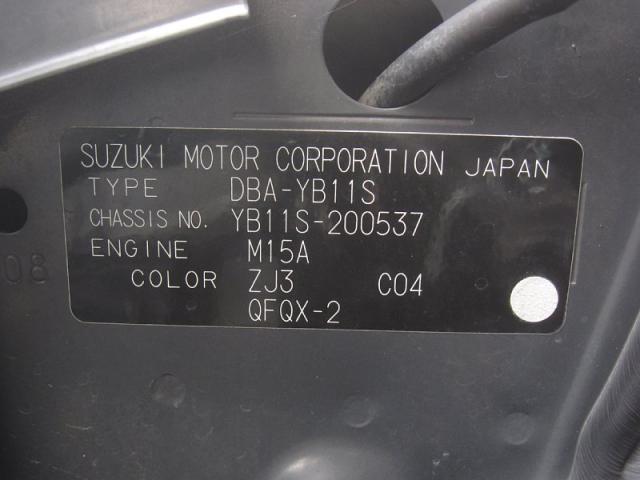 SUZUKI MOTOR CORPORATION JAPAN
TYPE DBA-YB11S
CHASSIS NO. YB11S-200537
ENGINE M15A
COLOR ZJ3 C04
QFQX-2